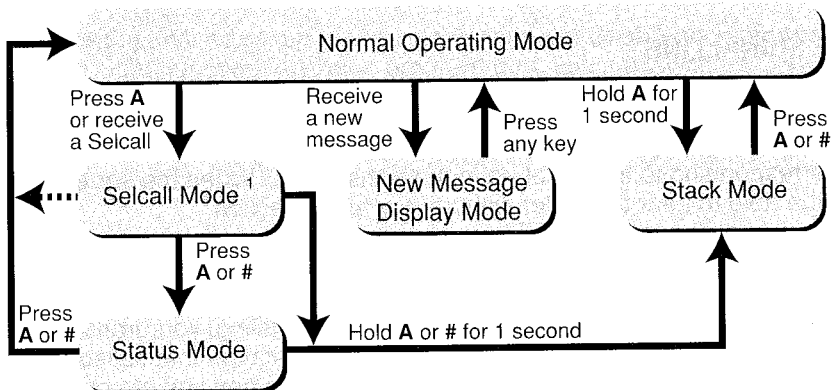 Normal Operating Mode
Press A
or receive
a Selcall
Receive
a new
message
Press
any key
Hold A for
1 second
Press
A or #
Selcall Mode 1
New Message
Display Mode
Stack Mode
Press
A or #
Press
A or #
Status Mode
Hold A or # for 1 second